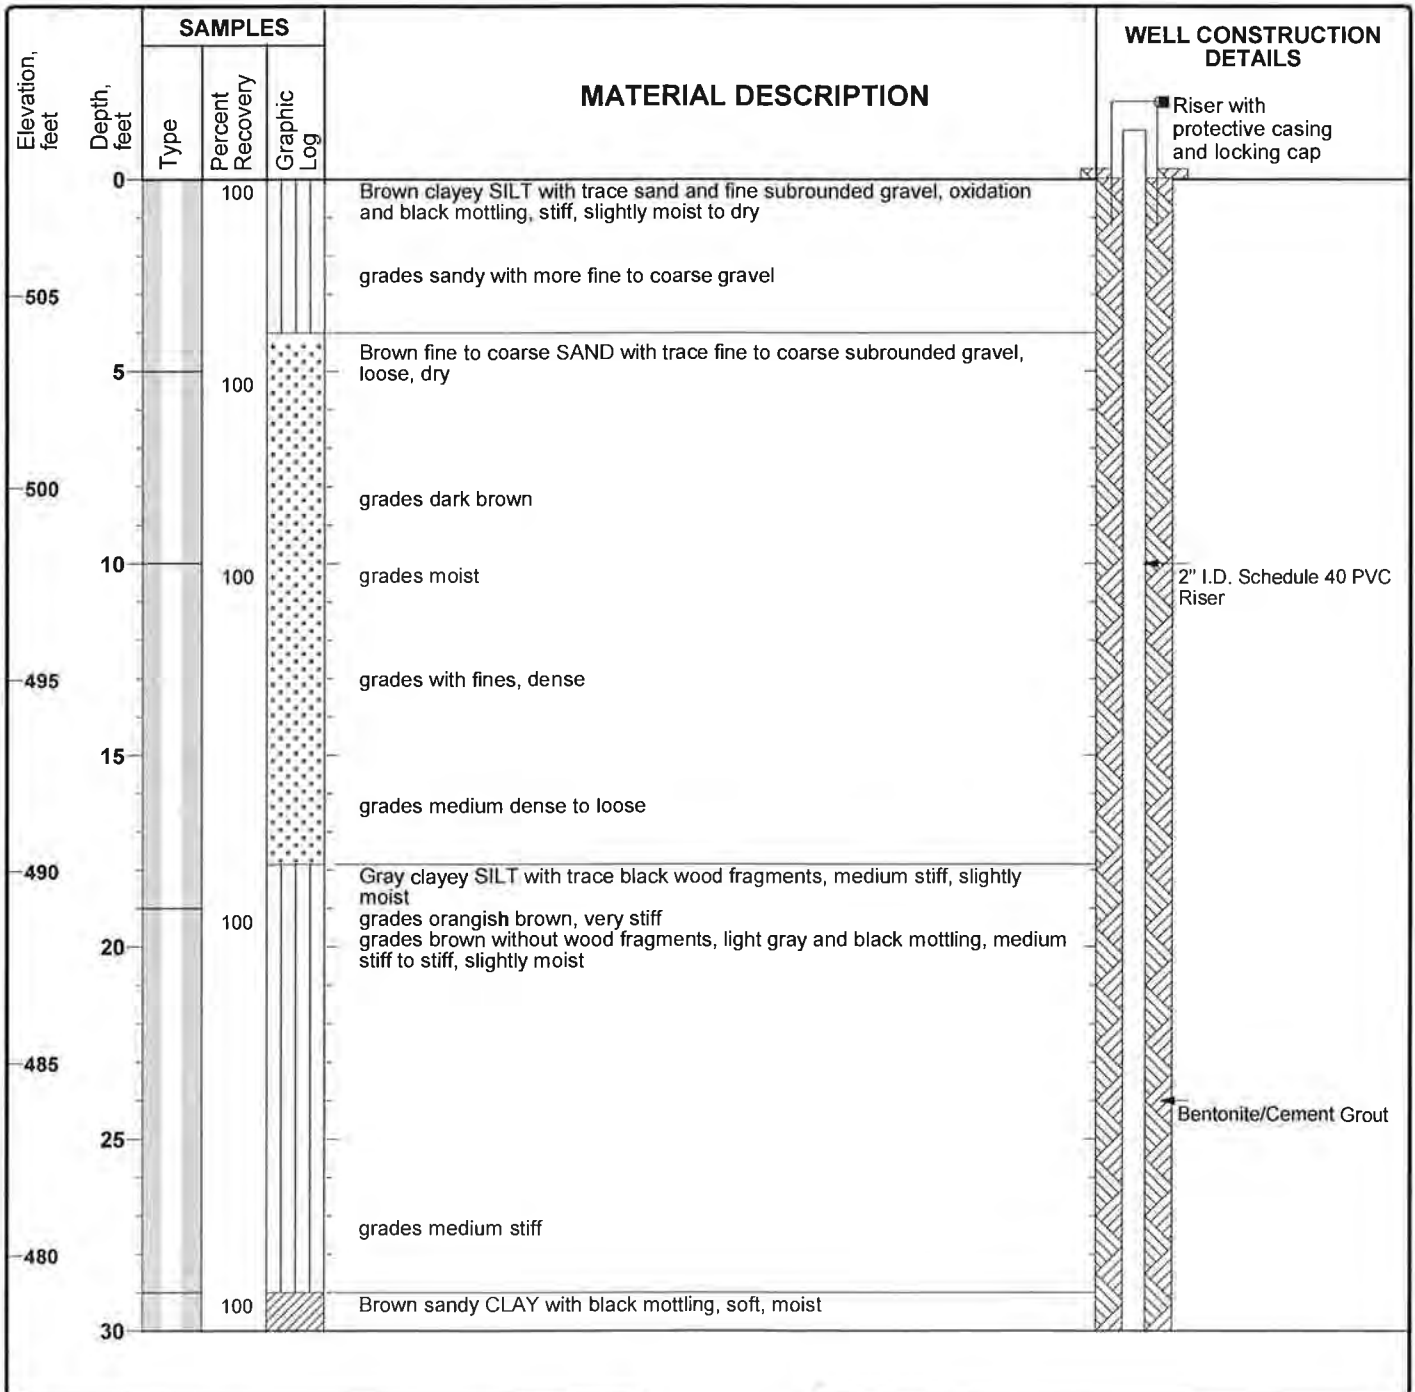 SAMPLES
Elevation,
feet
Depth,
feet
Type
Percent
Recovery
Graphic
Log
MATERIAL DESCRIPTION
WELL CONSTRUCTION
DETAILS
Riser with
protective casing
and locking cap
0
100
Brown clayey SILT with trace sand and fine subrounded gravel, oxidation
and black mottling, stiff, slightly moist to dry
grades sandy with more fine to coarse gravel
505
Brown fine to coarse SAND with trace fine to coarse subrounded gravel,
loose, dry
5
100
500
grades dark brown
10
100
grades moist
2" I.D. Schedule 40 PVC
Riser
495
grades with fines, dense
15
grades medium dense to loose
490
Gray clayey SILT with trace black wood fragments, medium stiff, slightly
moist
100
grades orangish brown, very stiff
20
grades brown without wood fragments, light gray and black mottling, medium
stiff to stiff, slightly moist
485
Bentonite/Cement Grout
25
grades medium stiff
480
100
Brown sandy CLAY with black mottling, soft, moist
30